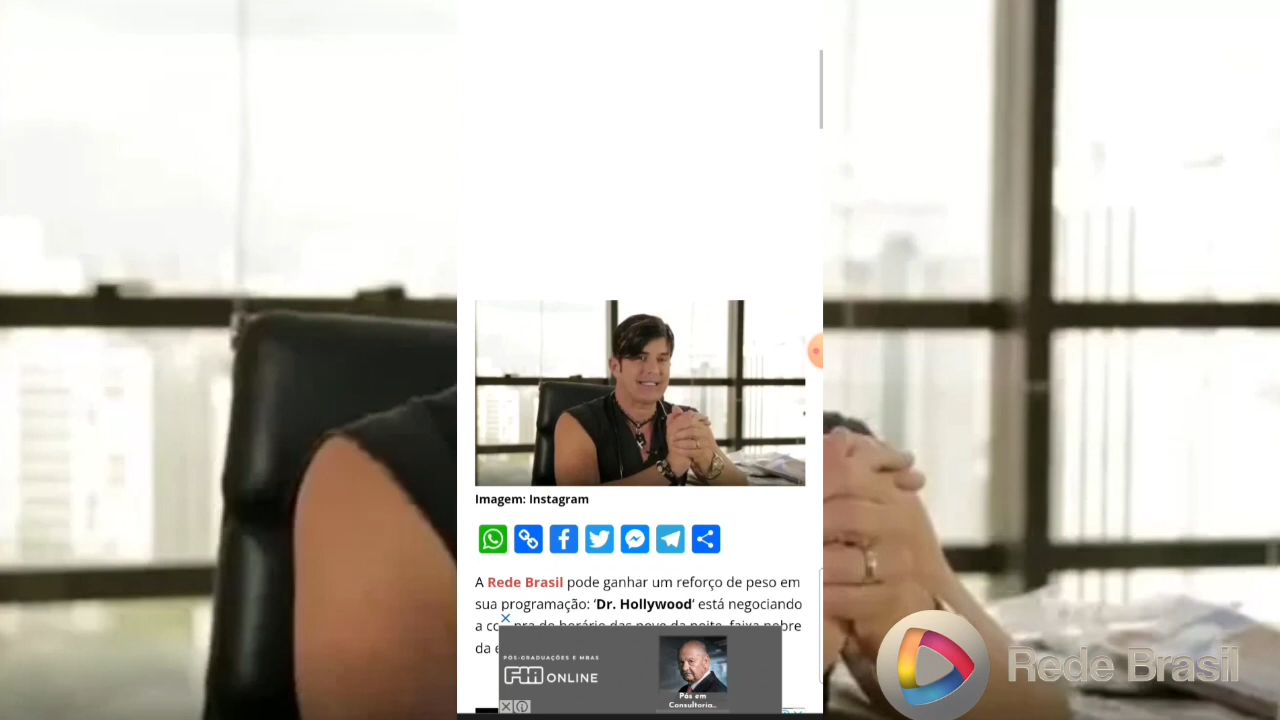 Imagem: Instagram
A Rede Brasil pode ganhar um reforço de peso em
sua programação: ‘Dr. Hollywood’ está negociando
PÓS-GRADUAÇÕES E MBAS
FIA ONLINE
Pós em
Consultoria..
Rede Brasil